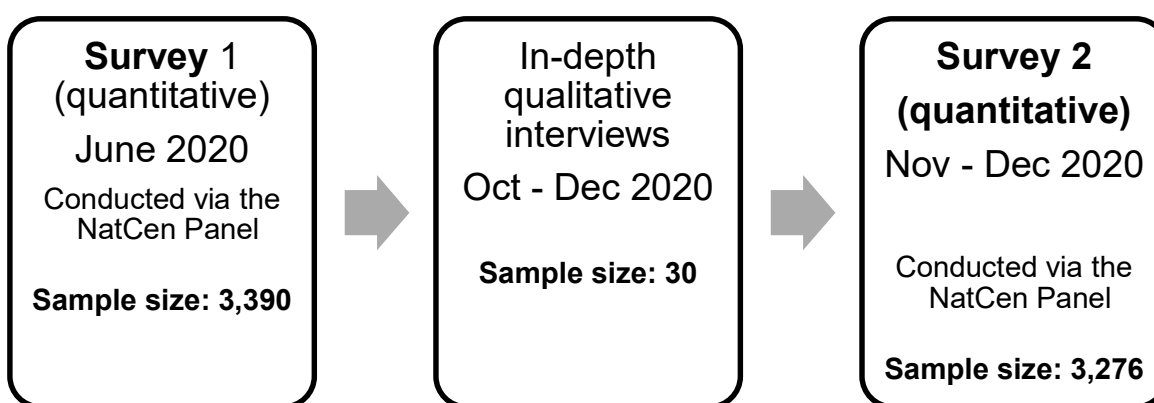 Survey 1
(quantitative)
June 2020
Conducted via the
NatCen Panel
Sample size: 3,390
In-depth
qualitative
interviews
Oct - Dec 2020
Sample size: 30
Survey 2
(quantitative)
Nov - Dec 2020
Conducted via the
NatCen Panel
Sample size: 3,276